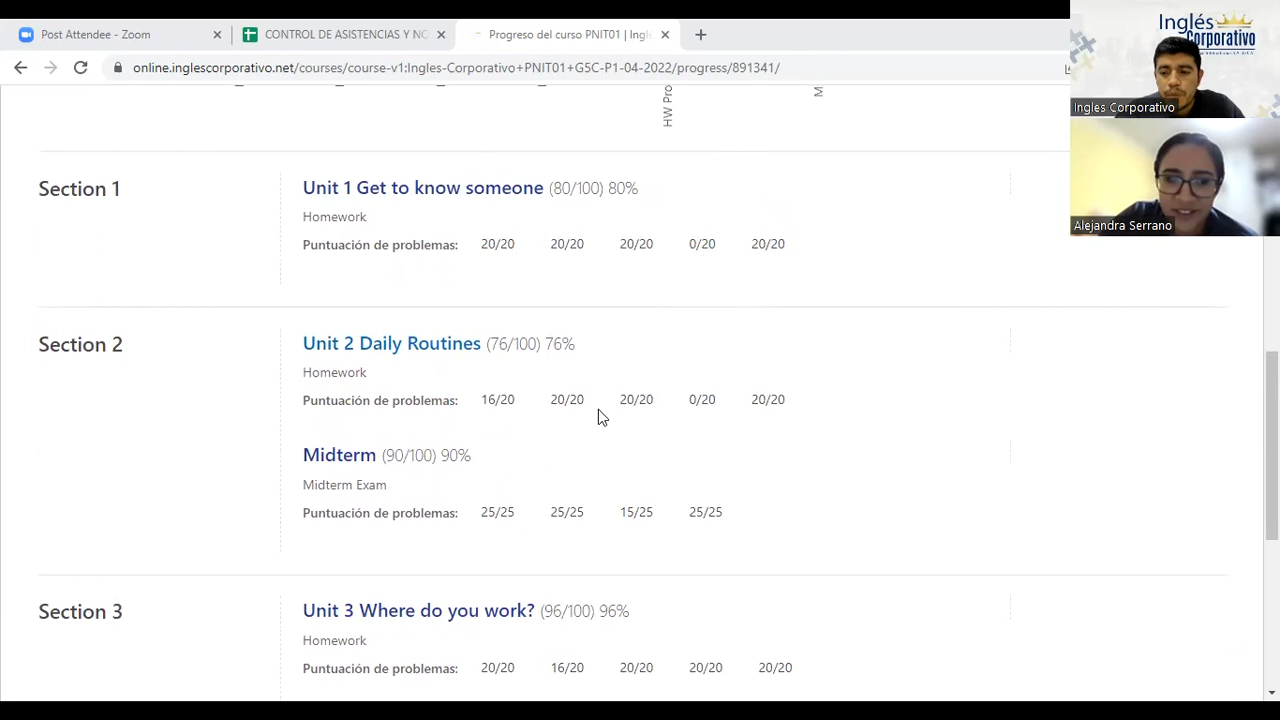 Post Attendee - Zoom
CONTROL DE ASISTENCIAS Y NO
Progreso del curso PNIT01 | Ingl
online.inglescorporativo.net/courses/course-v1:Ingles-Corporativo+PNIT01+G5C-P1-04-2022/progress/891341/
Inglés
Corporativo
Ingles Corporativo
Alejandra Serrano
HW Pro
M
Section 1
Unit 1 Get to know someone (80/100) 80%
Homework
Puntuación de problemas: 20/20 20/20 20/20 0/20 20/20
Section 2
Unit 2 Daily Routines (76/100) 76%
Homework
Puntuación de problemas: 16/20 20/20 20/20 0/20 20/20
Midterm (90/100) 90%
Midterm Exam
Puntuación de problemas: 25/25 25/25 15/25 25/25
Section 3
Unit 3 Where do you work? (96/100) 96%
Homework
Puntuación de problemas: 20/20 16/20 20/20 20/20 20/20